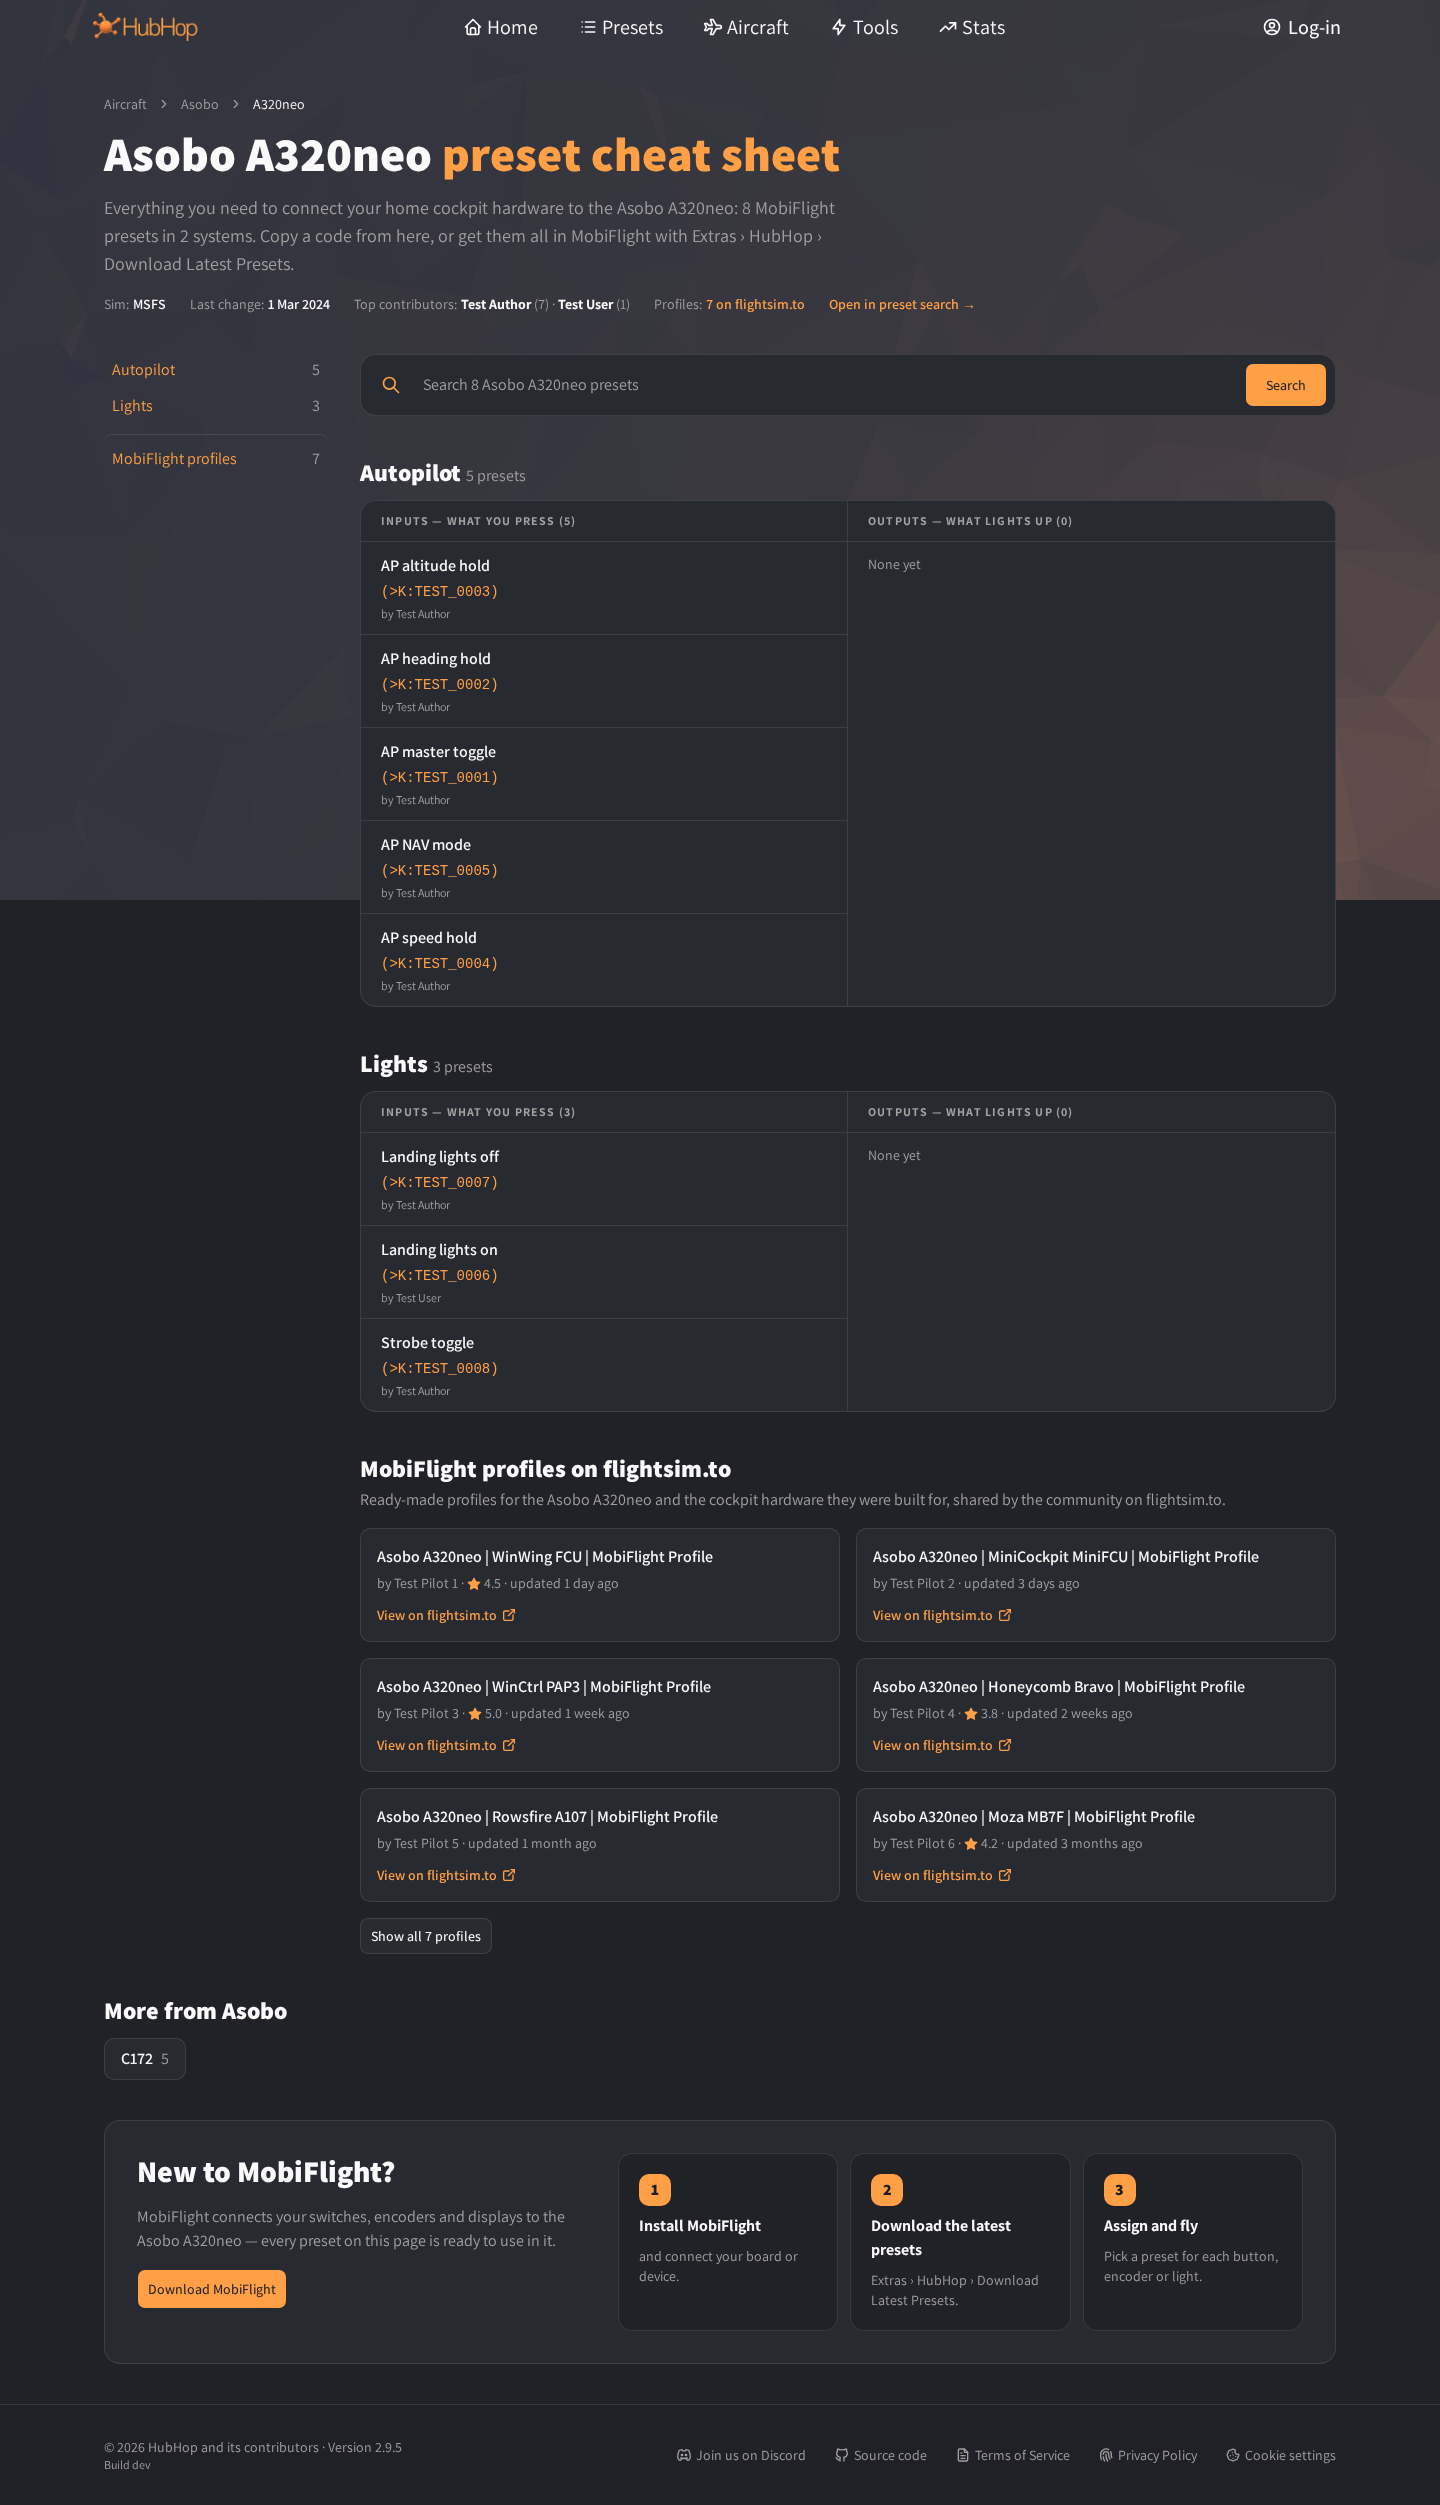 HubHop
Home
Presets
Aircraft
Tools
Stats
Log-in
Aircraft > Asobo > A320neo
Asobo A320neo preset cheat sheet
Everything you need to connect your home cockpit hardware to the Asobo A320neo: 8 MobiFlight
presets in 2 systems. Copy a code from here, or get them all in MobiFlight with Extras › HubHop ›
Download Latest Presets.
Sim: MSFS Last change: 1 Mar 2024 Top contributors: Test Author (7) · Test User (1) Profiles: 7 on flightsim.to Open in preset search →
Autopilot 5
Lights 3
MobiFlight profiles 7
Search 8 Asobo A320neo presets
Search
Autopilot 5 presets
INPUTS — WHAT YOU PRESS (5)
AP altitude hold
(>K:TEST_0003)
by Test Author
AP heading hold
(>K:TEST_0002)
by Test Author
AP master toggle
(>K:TEST_0001)
by Test Author
AP NAV mode
(>K:TEST_0005)
by Test Author
AP speed hold
(>K:TEST_0004)
by Test Author
OUTPUTS — WHAT LIGHTS UP (0)
None yet
Lights 3 presets
INPUTS — WHAT YOU PRESS (3)
Landing lights off
(>K:TEST_0007)
by Test Author
Landing lights on
(>K:TEST_0006)
by Test User
Strobe toggle
(>K:TEST_0008)
by Test Author
OUTPUTS — WHAT LIGHTS UP (0)
None yet
MobiFlight profiles on flightsim.to
Ready-made profiles for the Asobo A320neo and the cockpit hardware they were built for, shared by the community on flightsim.to.
Asobo A320neo | WinWing FCU | MobiFlight Profile
by Test Pilot 1 · ★ 4.5 · updated 1 day ago
View on flightsim.to
Asobo A320neo | MiniCockpit MiniFCU | MobiFlight Profile
by Test Pilot 2 · updated 3 days ago
View on flightsim.to
Asobo A320neo | WinCtrl PAP3 | MobiFlight Profile
by Test Pilot 3 · ★ 5.0 · updated 1 week ago
View on flightsim.to
Asobo A320neo | Honeycomb Bravo | MobiFlight Profile
by Test Pilot 4 · ★ 3.8 · updated 2 weeks ago
View on flightsim.to
Asobo A320neo | Rowsfire A107 | MobiFlight Profile
by Test Pilot 5 · updated 1 month ago
View on flightsim.to
Asobo A320neo | Moza MB7F | MobiFlight Profile
by Test Pilot 6 · ★ 4.2 · updated 3 months ago
View on flightsim.to
Show all 7 profiles
More from Asobo
C172 5
New to MobiFlight?
MobiFlight connects your switches, encoders and displays to the
Asobo A320neo — every preset on this page is ready to use in it.
Download MobiFlight
1
Install MobiFlight
and connect your board or
device.
2
Download the latest
presets
Extras › HubHop › Download
Latest Presets.
3
Assign and fly
Pick a preset for each button,
encoder or light.
© 2026 HubHop and its contributors · Version 2.9.5
Build dev
Join us on Discord
Source code
Terms of Service
Privacy Policy
Cookie settings